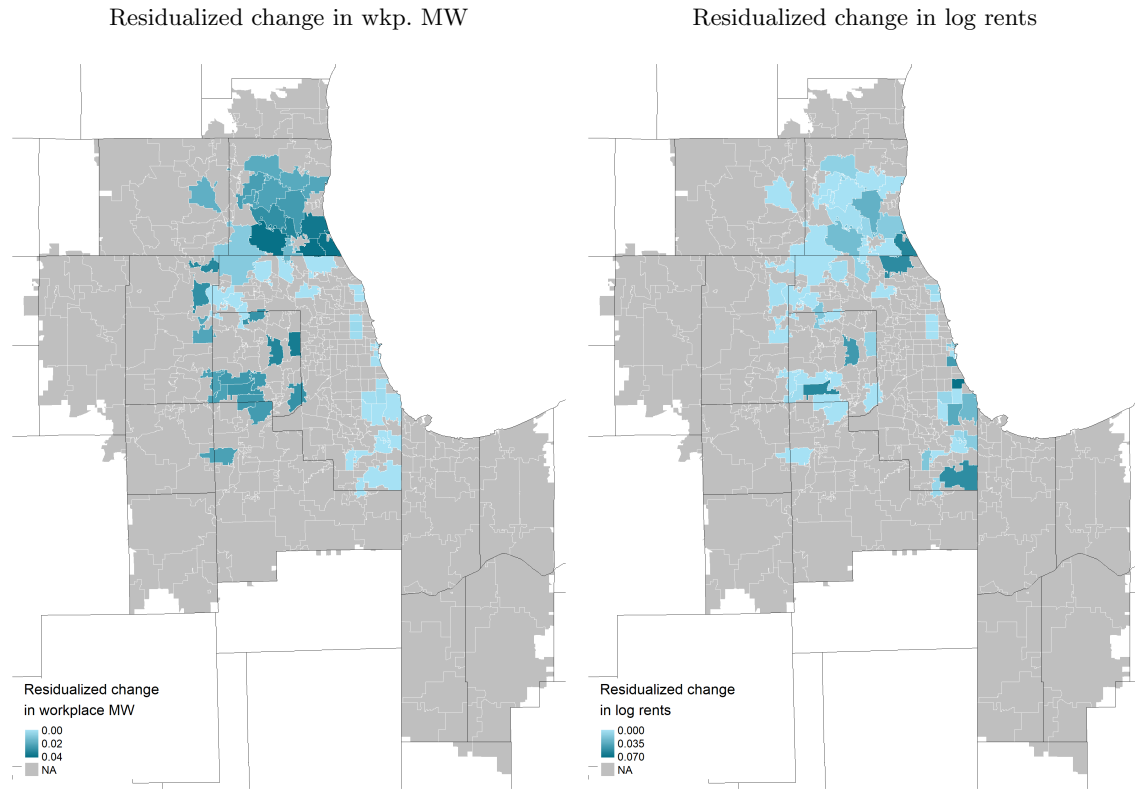 Residualized change in wkp. MW
Residualized change in log rents
Residualized change
in workplace MW
0.00
0.02
0.04
NA
Residualized change
in log rents
0.000
0.035
0.070
NA